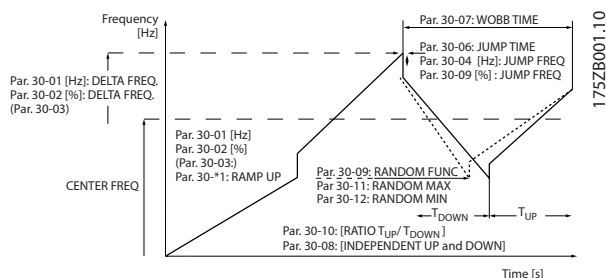 Frequency
[Hz]
Par. 30-07: WOBB TIME
Par. 30-06: JUMP TIME
Par. 30-04 [Hz]: JUMP FREQ
Par. 30-09 [%] : JUMP FREQ
175ZB001.10
Par. 30-01 [Hz]: DELTA FREQ.
Par. 30-02 [%]: DELTA FREQ.
(Par. 30-03)
Par. 30-01 [Hz]
Par. 30-02 [%]
(Par. 30-03:)
Par. 30-*1: RAMP UP
CENTER FREQ
Par. 30-09: RANDOM FUNC
Par 30-11: RANDOM MAX
Par 30-12: RANDOM MIN
TDOWN
TUP
Par. 30-10: [RATIO TUP/ TDOWN ]
Par. 30-08: [INDEPENDENT UP and DOWN]
Time [s]